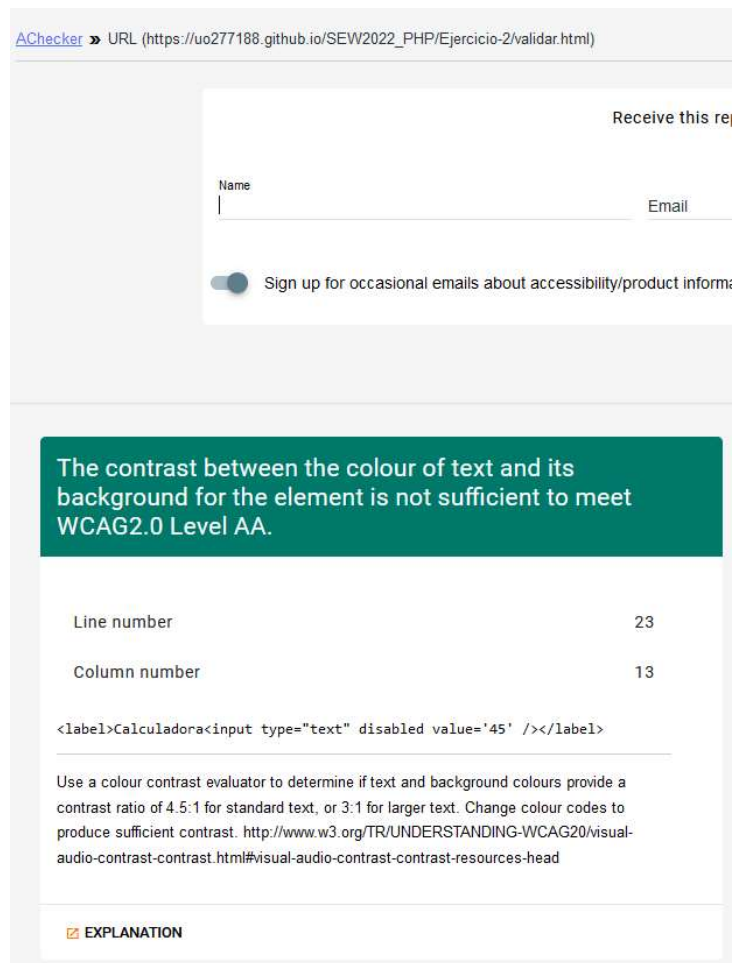 AChecker » URL (https://uo277188.github.io/SEW2022_PHP/Ejercicio-2/validar.html)
Receive this rep
Name
Email
Sign up for occasional emails about accessibility/product informa
The contrast between the colour of text and its
background for the element is not sufficient to meet
WCAG2.0 Level AA.
Line number 23
Column number 13
<label>Calculadora<input type="text" disabled value='45' /></label>
Use a colour contrast evaluator to determine if text and background colours provide a
contrast ratio of 4.5:1 for standard text, or 3:1 for larger text. Change colour codes to
produce sufficient contrast. http://www.w3.org/TR/UNDERSTANDING-WCAG20/visual-
audio-contrast-contrast.html#visual-audio-contrast-contrast-resources-head
EXPLANATION